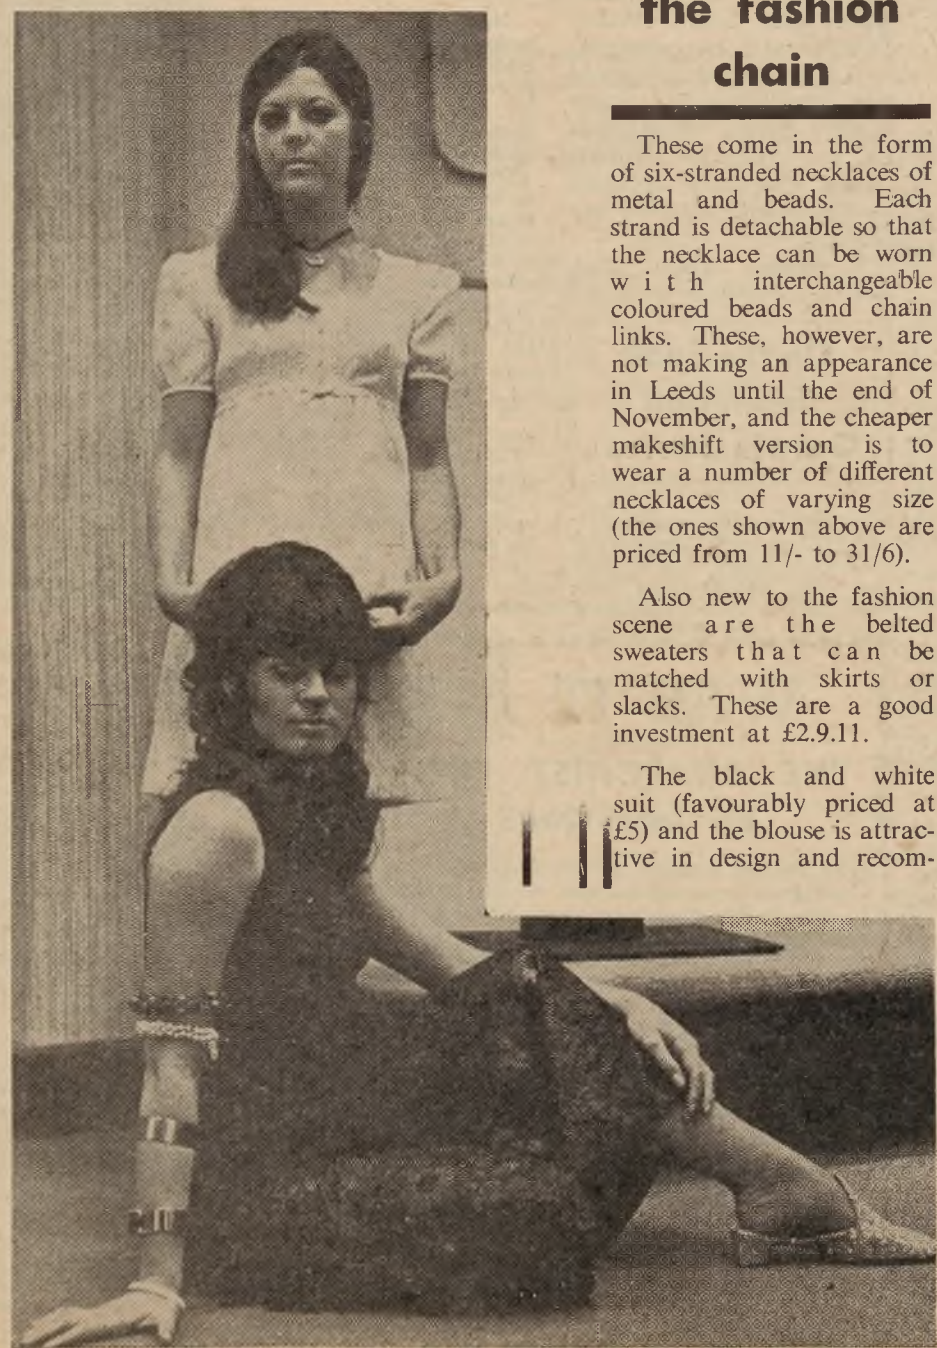 the fashion
chain
These come in the form
of six-stranded necklaces of
metal and beads. Each
strand is detachable so that
the necklace can be worn
with interchangeable
coloured beads and chain
links. These, however, are
not making an appearance
in Leeds until the end of
November, and the cheaper
makeshift version is to
wear a number of different
necklaces of varying size
(the ones shown above are
priced from 11/- to 31/6).
Also new to the fashion
scene are the belted
sweaters that can be
matched with skirts or
slacks. These are a good
investment at £2.9.11.
The black and white
suit (favourably priced at
£5) and the blouse is attrac-
tive in design and recom-